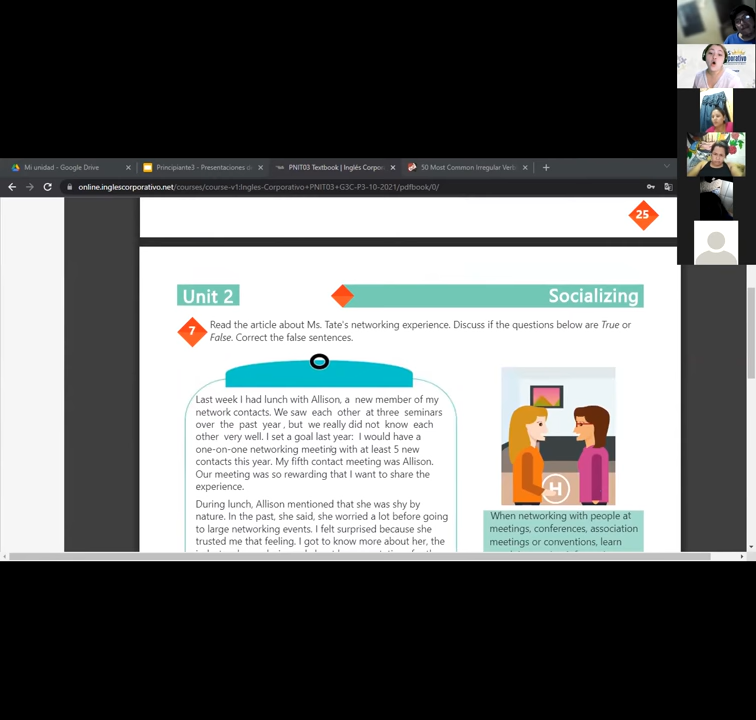 Mi unidad - Google Drive
Principiante3 - Presentaciones d
PNIT03 Textbook | Inglés Corpor
50 Most Common Irregular Verb
online.inglescorporativo.net/courses/course-v1:Ingles-Corporativo+PNIT03+G3C-P3-10-2021/pdfbook/0/
25
Unit 2
Socializing
7
Read the article about Ms. Tate's networking experience. Discuss if the questions below are True or
False. Correct the false sentences.
Last week I had lunch with Allison, a new member of my
network contacts. We saw each other at three seminars
over the past year, but we really did not know each
other very well. I set a goal last year: I would have a
one-on-one networking meeting with at least 5 new
contacts this year. My fifth contact meeting was Allison.
Our meeting was so rewarding that I want to share the
experience.
During lunch, Allison mentioned that she was shy by
nature. In the past, she said, she worried a lot before going
to large networking events. I felt surprised because she
trusted me that feeling. I got to know more about her, the
H
When networking with people at
meetings, conferences, association
meetings or conventions, learn